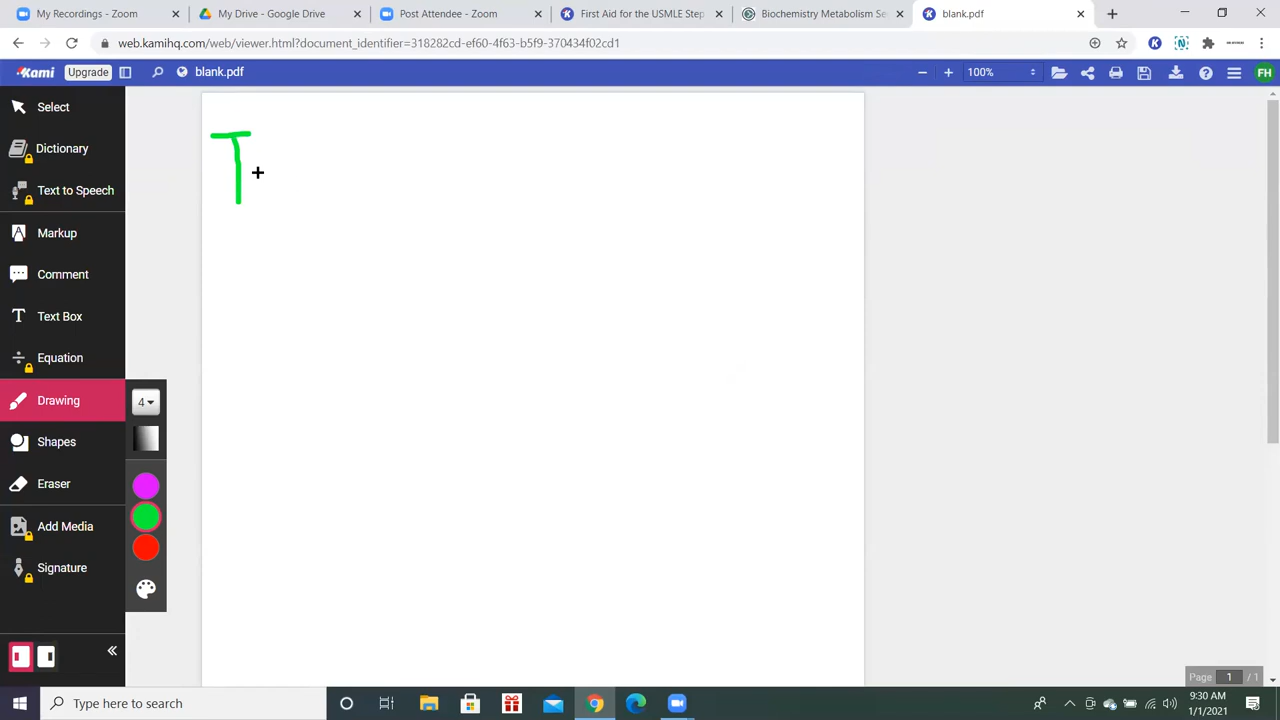 My Recordings - Zoom
My Drive - Google Drive
Post Attendee - Zoom
First Aid for the USMLE Step
Biochemistry Metabolism Se
blank.pdf
web.kamihq.com/web/viewer.html?document_identifier=318282cd-ef60-4f63-b5f9-370434f02cd1
Kami
Upgrade
blank.pdf
100%
FH
Select
Dictionary
Text to Speech
Markup
Comment
Text Box
Equation
Drawing
4
Shapes
Eraser
Add Media
Signature
T
Page 1 / 1
Type here to search
9:30 AM
1/1/2021